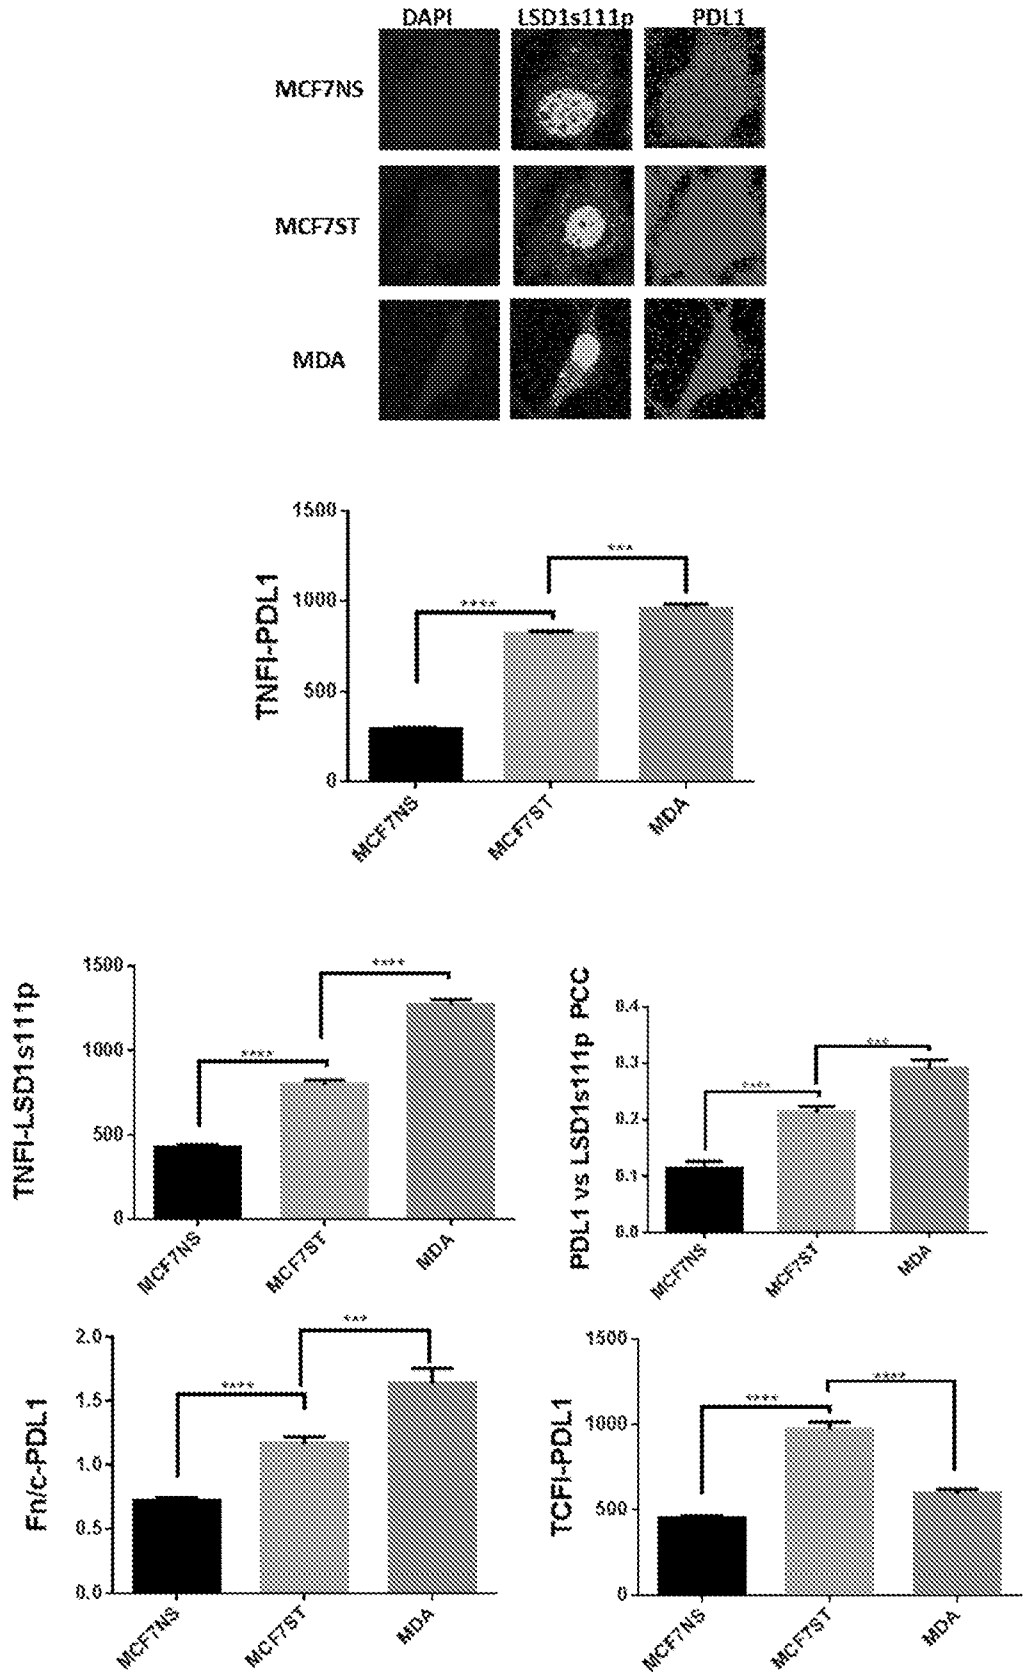 DAPI LSD1s111p PDL1
MCF7NS
MCF7ST
MDA
TNFI-PDL1
1500
1000
500
0
****
***
MCF7NS MCF7ST MDA
TNFI-LSD1s111p
1500
1000
500
0
****
****
MCF7NS MCF7ST MDA
PDL1 vs LSD1s111p PCC
0.4
0.3
0.2
0.1
0.0
****
***
MCF7NS MCF7ST MDA
Fn/c-PDL1
2.0
1.5
1.0
0.5
0.0
****
***
MCF7NS MCF7ST MDA
TCFI-PDL1
1500
1000
500
0
****
****
MCF7NS MCF7ST MDA